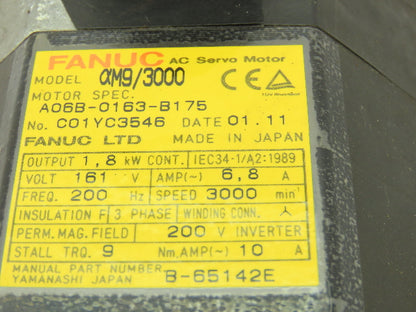 FANUC AC Servo Motor
MODEL αM9/3000
MOTOR SPEC.
A06B-0163-B175
No. C01YC3546 DATE 01.11
FANUC LTD MADE IN JAPAN
OUTPUT 1,8 kW CONT. IEC34-1/A2:1989
VOLT 161 V AMP(~) 6,8 A
FREQ. 200 Hz SPEED 3000 min⁻¹
INSULATION F 3 PHASE WINDING CONN. 人
PERM. MAG. FIELD 200 V INVERTER
STALL TRQ. 9 Nm, AMP(~) 10 A
MANUAL PART NUMBER B-65142E
YAMANASHI JAPAN